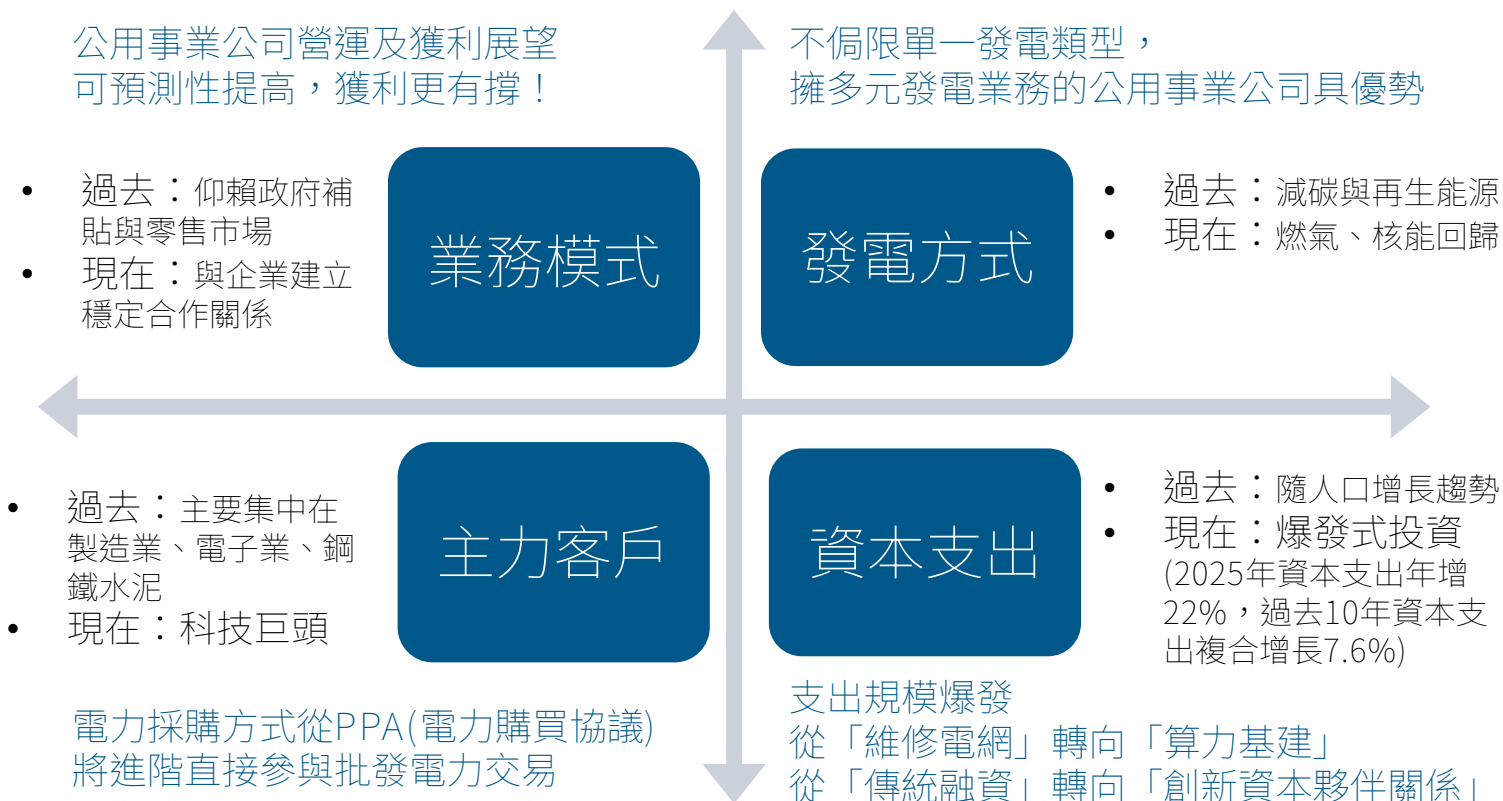 公用事業公司營運及獲利展望
可預測性提高，獲利更有撐！
• 過去：仰賴政府補
貼與零售市場
• 現在：與企業建立
穩定合作關係
業務模式
不侷限單一發電類型，
擁多元發電業務的公用事業公司具優勢
發電方式
• 過去：減碳與再生能源
• 現在：燃氣、核能回歸
• 過去：主要集中在
製造業、電子業、鋼
鐵水泥
• 現在：科技巨頭
主力客戶
電力採購方式從PPA(電力購買協議)
將進階直接參與批發電力交易
資本支出
• 過去：隨人口增長趨勢
• 現在：爆發式投資
(2025年資本支出年增
22%，過去10年資本支
出複合增長7.6%)
支出規模爆發
從「維修電網」轉向「算力基建」
從「傳統融資」轉向「創新資本夥伴關係」